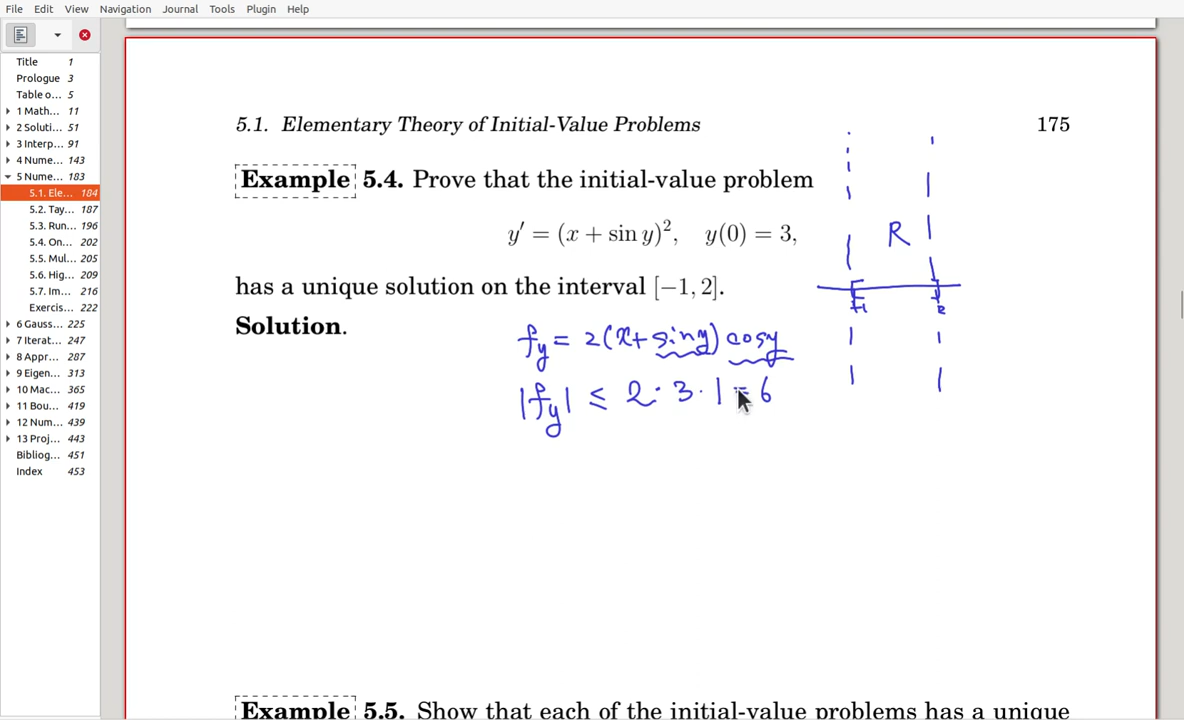 File Edit View Navigation Journal Tools Plugin Help
Title 1
Prologue 3
Table o... 5
1 Math... 11
2 Soluti... 51
3 Interp... 91
4 Nume... 143
5 Nume... 183
5.1. Ele... 184
5.2. Tay... 187
5.3. Run... 196
5.4. On... 202
5.5. Mul... 205
5.6. Hig... 209
5.7. Im... 216
Exercis... 222
6 Gauss... 225
7 Iterat... 247
8 Appr... 287
9 Eigen... 313
10 Mac... 365
11 Bou... 419
12 Num... 439
13 Proj... 443
Bibliog... 451
Index 453
5.1. Elementary Theory of Initial-Value Problems 175
Example 5.4. Prove that the initial-value problem
y′ = (x + sin y)², y(0) = 3,
has a unique solution on the interval [−1, 2].
Solution.
R
-1 2
f_y = 2(x + sin y) cos y
|f_y| ≤ 2 · 3 · 1 = 6
Example 5.5. Show that each of the initial-value problems has a unique